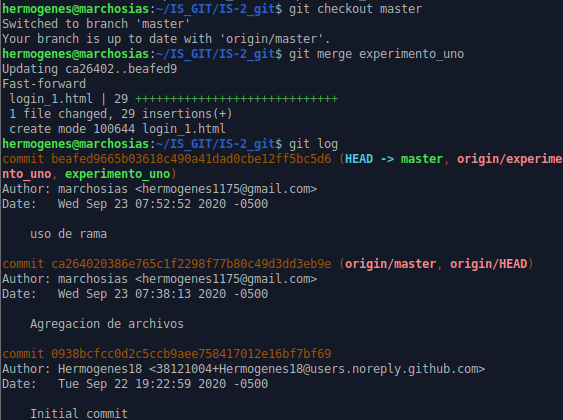 hermogenes@marchosias:~/IS_GIT/IS-2_git$ git checkout master
Switched to branch 'master'
Your branch is up to date with 'origin/master'.
hermogenes@marchosias:~/IS_GIT/IS-2_git$ git merge experimento_uno
Updating ca26402..beafed9
Fast-forward
 login_1.html | 29 +++++++++++++++++++++++++++++
 1 file changed, 29 insertions(+)
 create mode 100644 login_1.html
hermogenes@marchosias:~/IS_GIT/IS-2_git$ git log
commit beafed9665b03618c490a41dad0cbe12ff5bc5d6 (HEAD -> master, origin/experime
nto_uno, experimento_uno)
Author: marchosias <hermogenes1175@gmail.com>
Date:   Wed Sep 23 07:52:52 2020 -0500

    uso de rama

commit ca264020386e765c1f2298f77b80c49d3dd3eb9e (origin/master, origin/HEAD)
Author: marchosias <hermogenes1175@gmail.com>
Date:   Wed Sep 23 07:38:13 2020 -0500

    Agregacion de archivos

commit 0938bcfcc0d2c5ccb9aee758417012e16bf7bf69
Author: Hermogenes18 <38121004+Hermogenes18@users.noreply.github.com>
Date:   Tue Sep 22 19:22:59 2020 -0500

    Initial commit